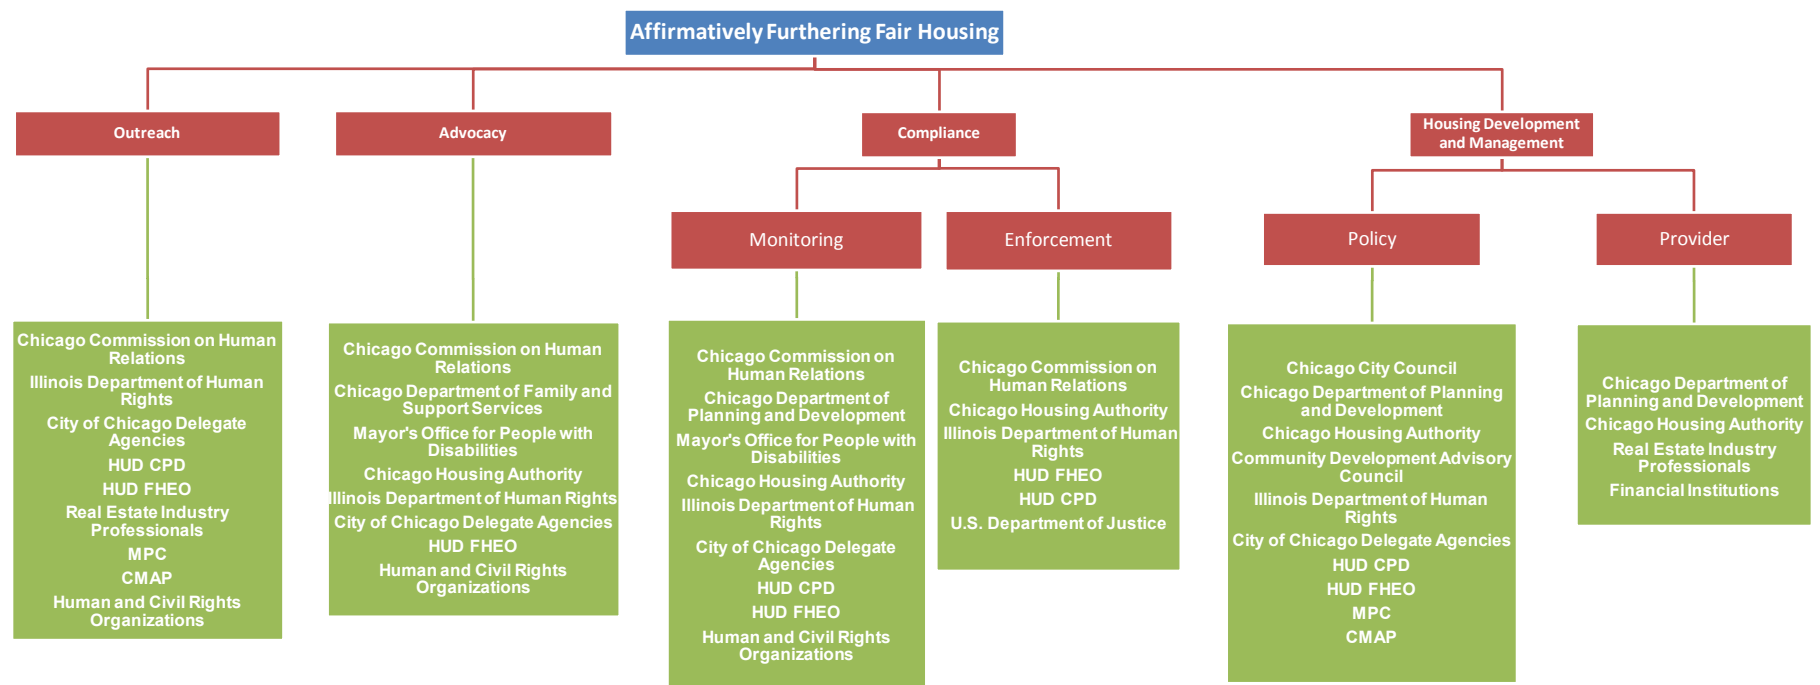 Affirmatively Furthering Fair Housing
Outreach
Advocacy
Compliance
Housing Development
and Management
Monitoring
Enforcement
Policy
Provider
Chicago Commission on Human
Relations
Illinois Department of Human
Rights
City of Chicago Delegate
Agencies
HUD CPD
HUD FHEO
Real Estate Industry
Professionals
MPC
CMAP
Human and Civil Rights
Organizations
Chicago Commission on Human
Relations
Chicago Department of Family and
Support Services
Mayor's Office for People with
Disabilities
Chicago Housing Authority
Illinois Department of Human Rights
City of Chicago Delegate Agencies
HUD FHEO
Human and Civil Rights
Organizations
Chicago Commission on
Human Relations
Chicago Department of
Planning and Development
Mayor's Office for People with
Disabilities
Chicago Housing Authority
Illinois Department of Human
Rights
City of Chicago Delegate
Agencies
HUD CPD
HUD FHEO
Human and Civil Rights
Organizations
Chicago Commission on
Human Relations
Chicago Housing Authority
Illinois Department of Human
Rights
HUD FHEO
HUD CPD
U.S. Department of Justice
Chicago City Council
Chicago Department of Planning
and Development
Chicago Housing Authority
Community Development Advisory
Council
Illinois Department of Human
Rights
City of Chicago Delegate Agencies
HUD CPD
HUD FHEO
MPC
CMAP
Chicago Department of
Planning and Development
Chicago Housing Authority
Real Estate Industry
Professionals
Financial Institutions